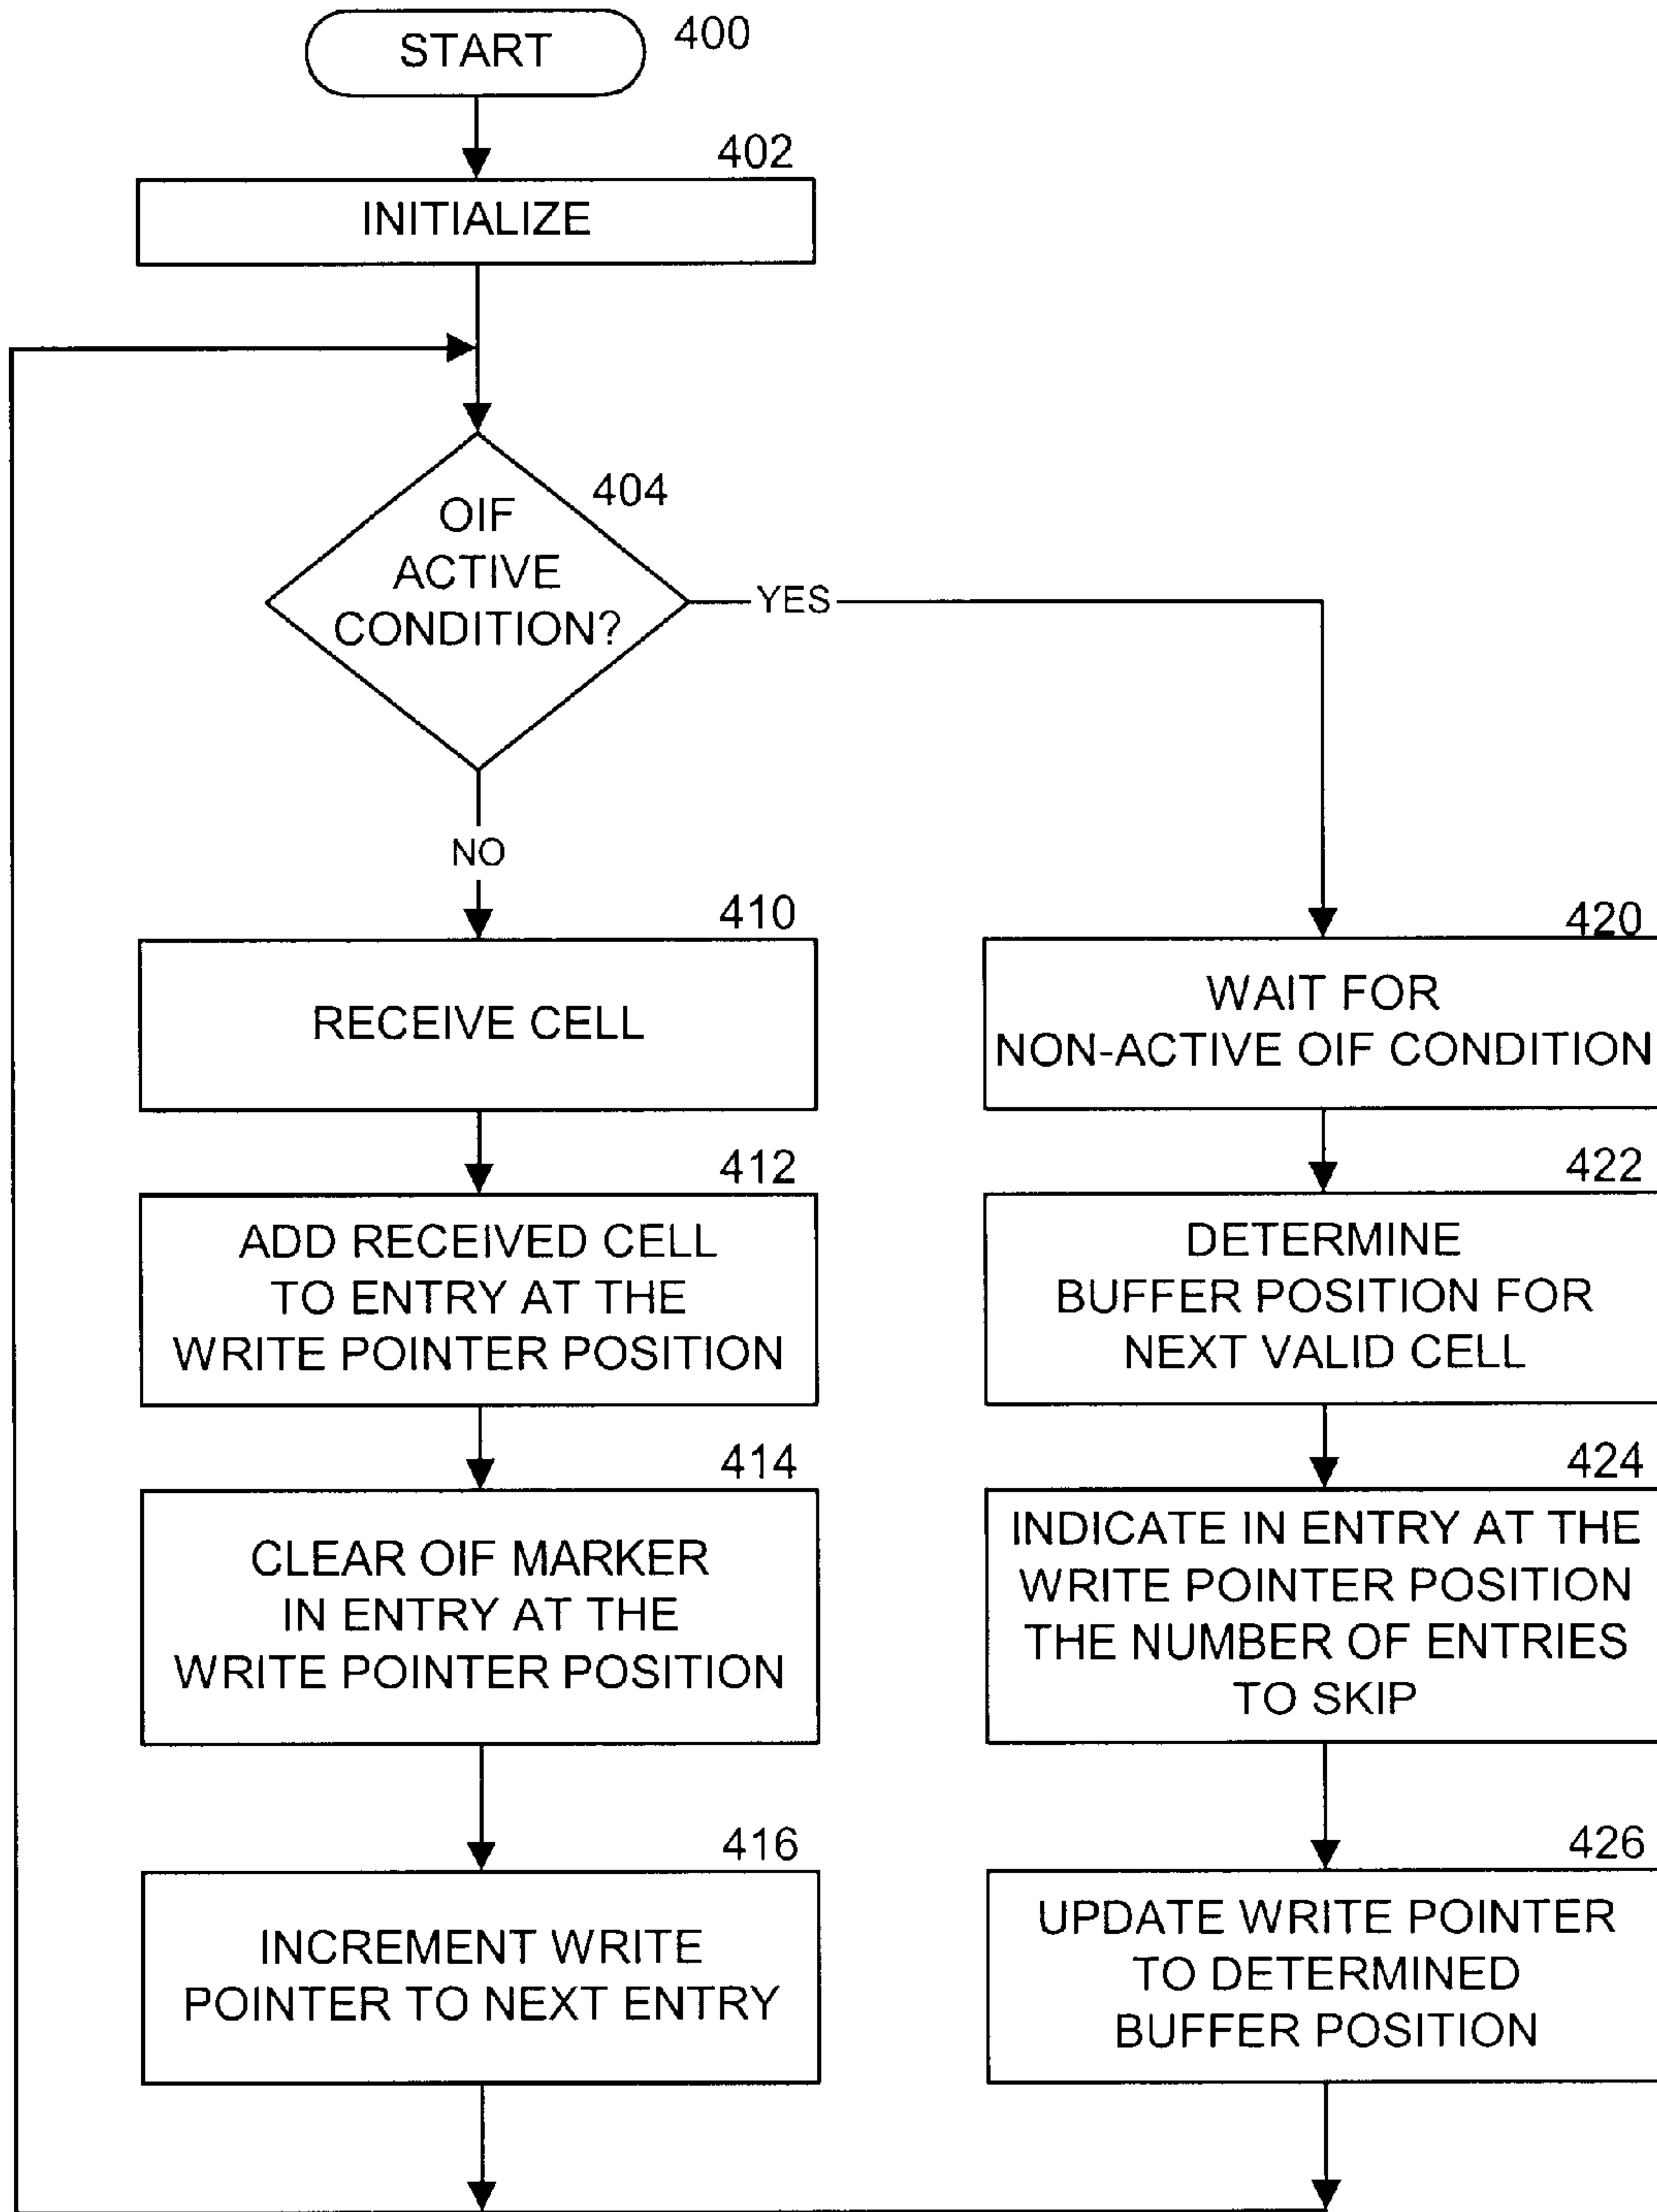 START
400
402
INITIALIZE
404
OIF
ACTIVE
CONDITION?
YES
NO
410
RECEIVE CELL
412
ADD RECEIVED CELL
TO ENTRY AT THE
WRITE POINTER POSITION
414
CLEAR OIF MARKER
IN ENTRY AT THE
WRITE POINTER POSITION
416
INCREMENT WRITE
POINTER TO NEXT ENTRY
420
WAIT FOR
NON-ACTIVE OIF CONDITION
422
DETERMINE
BUFFER POSITION FOR
NEXT VALID CELL
424
INDICATE IN ENTRY AT THE
WRITE POINTER POSITION
THE NUMBER OF ENTRIES
TO SKIP
426
UPDATE WRITE POINTER
TO DETERMINED
BUFFER POSITION